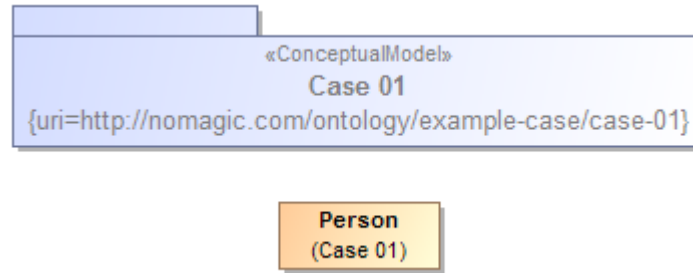 «ConceptualModel»
Case 01
{uri=http://nomagic.com/ontology/example-case/case-01}
Person
(Case 01)